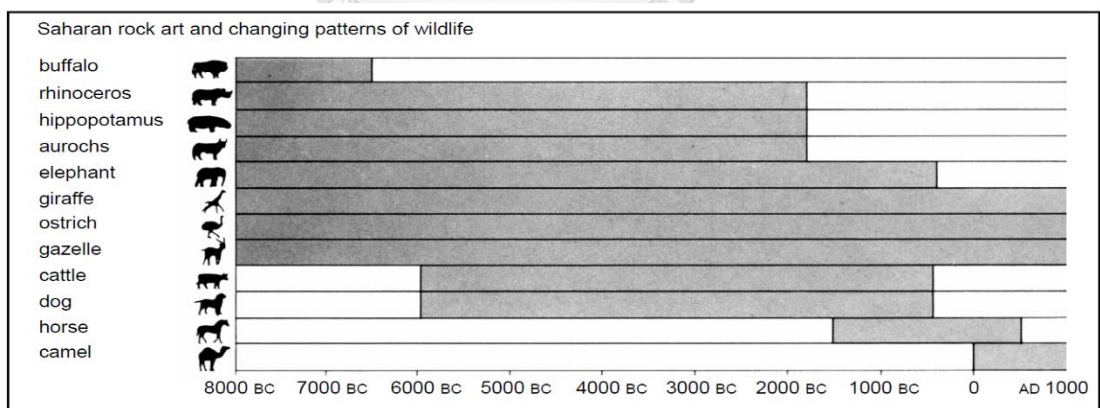 Saharan rock art and changing patterns of wildlife
buffalo
rhinoceros
hippopotamus
aurochs
elephant
giraffe
ostrich
gazelle
cattle
dog
horse
camel
8000 BC 7000 BC 6000 BC 5000 BC 4000 BC 3000 BC 2000 BC 1000 BC 0 AD 1000